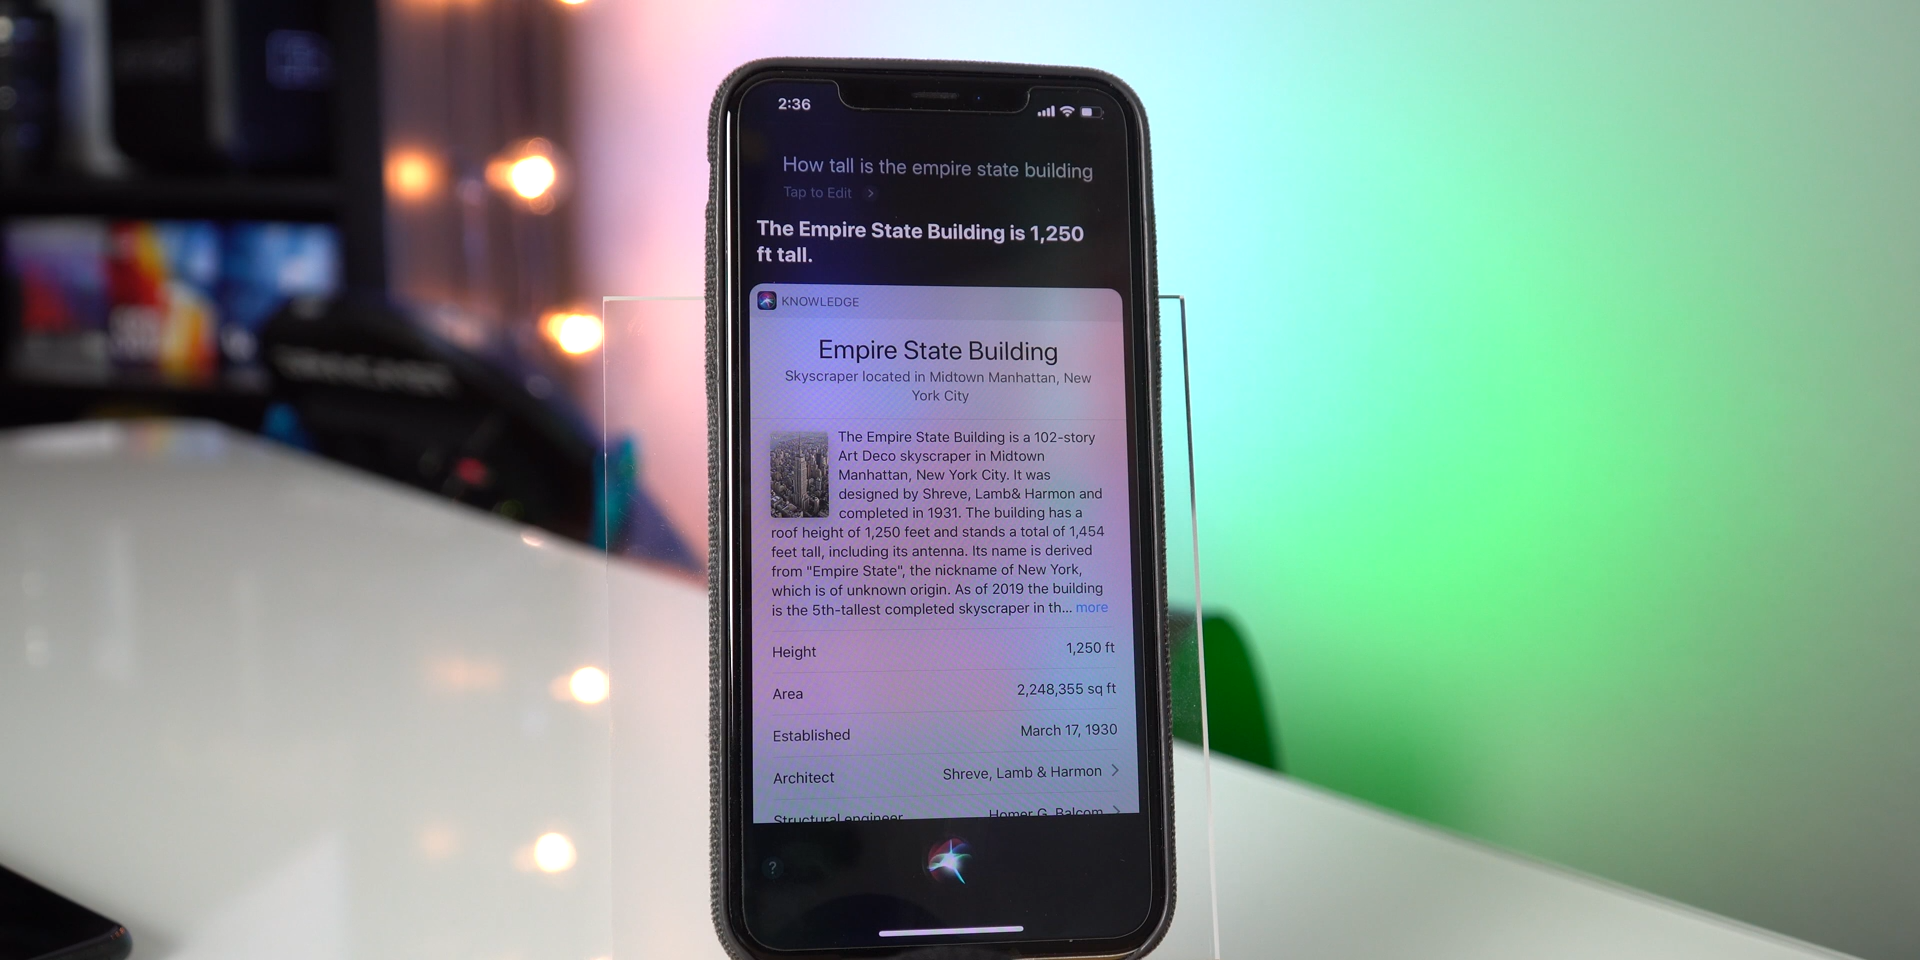 2:36
How tall is the empire state building
Tap to Edit >
The Empire State Building is 1,250
ft tall.
KNOWLEDGE
Empire State Building
Skyscraper located in Midtown Manhattan, New
York City
The Empire State Building is a 102-story
Art Deco skyscraper in Midtown
Manhattan, New York City. It was
designed by Shreve, Lamb& Harmon and
completed in 1931. The building has a
roof height of 1,250 feet and stands a total of 1,454
feet tall, including its antenna. Its name is derived
from "Empire State", the nickname of New York,
which is of unknown origin. As of 2019 the building
is the 5th-tallest completed skyscraper in th... more
Height 1,250 ft
Area 2,248,355 sq ft
Established March 17, 1930
Architect Shreve, Lamb & Harmon >
Structural engineer Homer G. Balcom >
?